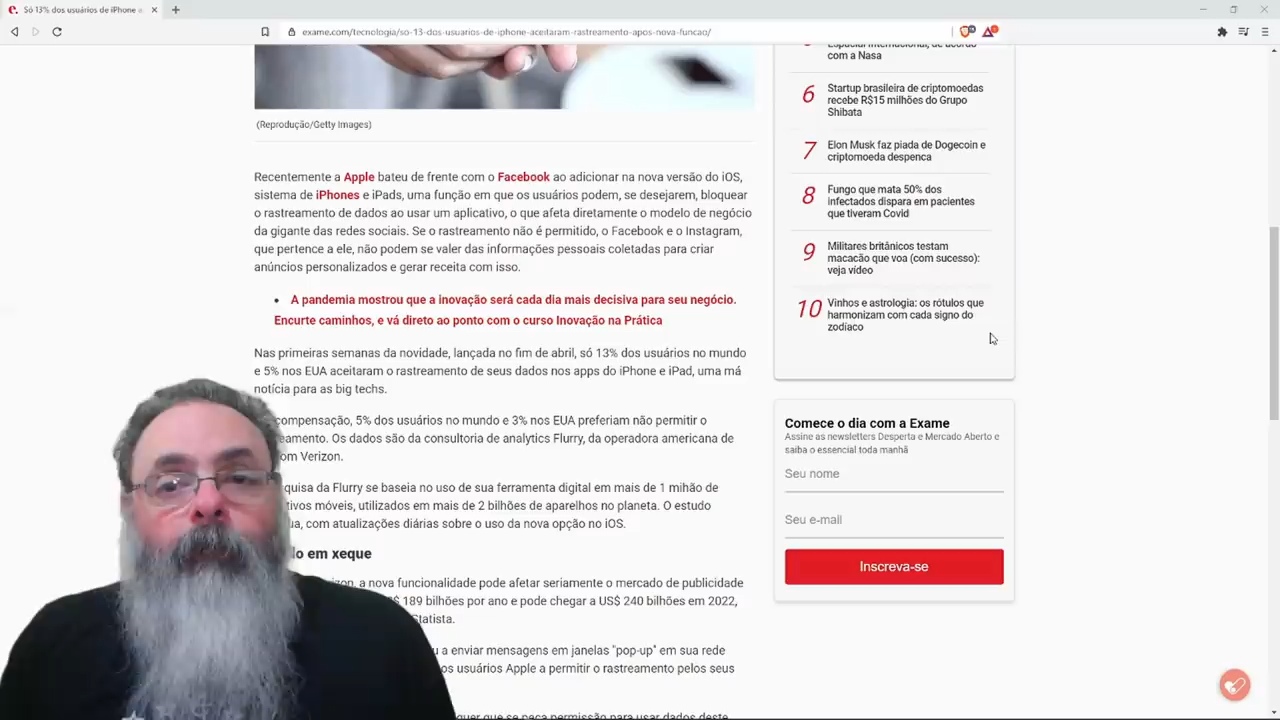 Só 13% dos usuários de iPhone a
exame.com/tecnologia/so-13-dos-usuarios-de-iphone-aceitaram-rastreamento-apos-nova-funcao/
(Reprodução/Getty Images)
Recentemente a Apple bateu de frente com o Facebook ao adicionar na nova versão do iOS,
sistema de iPhones e iPads, uma função em que os usuários podem, se desejarem, bloquear
o rastreamento de dados ao usar um aplicativo, o que afeta diretamente o modelo de negócio
da gigante das redes sociais. Se o rastreamento não é permitido, o Facebook e o Instagram,
que pertence a ele, não podem se valer das informações pessoais coletadas para criar
anúncios personalizados e gerar receita com isso.
A pandemia mostrou que a inovação será cada dia mais decisiva para seu negócio.
Encurte caminhos, e vá direto ao ponto com o curso Inovação na Prática
Nas primeiras semanas da novidade, lançada no fim de abril, só 13% dos usuários no mundo
e 5% nos EUA aceitaram o rastreamento de seus dados nos apps do iPhone e iPad, uma má
notícia para as big techs.
compensação, 5% dos usuários no mundo e 3% nos EUA preferiam não permitir o
eamento. Os dados são da consultoria de analytics Flurry, da operadora americana de
om Verizon.
quisa da Flurry se baseia no uso de sua ferramenta digital em mais de 1 mihão de
tivos móveis, utilizados em mais de 2 bilhões de aparelhos no planeta. O estudo
ua, com atualizações diárias sobre o uso da nova opção no iOS.
lo em xeque
izon, a nova funcionalidade pode afetar seriamente o mercado de publicidade
$ 189 bilhões por ano e pode chegar a US$ 240 bilhões em 2022,
Statista.
u a enviar mensagens em janelas "pop-up" em sua rede
os usuários Apple a permitir o rastreamento pelos seus
quer que se peça permissão para usar dados deste
Espacial Internacional, de acordo
com a Nasa
6 Startup brasileira de criptomoedas
recebe R$15 milhões do Grupo
Shibata
7 Elon Musk faz piada de Dogecoin e
criptomoeda despenca
8 Fungo que mata 50% dos
infectados dispara em pacientes
que tiveram Covid
9 Militares britânicos testam
macacão que voa (com sucesso):
veja vídeo
10 Vinhos e astrologia: os rótulos que
harmonizam com cada signo do
zodíaco
Comece o dia com a Exame
Assine as newsletters Desperta e Mercado Aberto e
saiba o essencial toda manhã
Seu nome
Seu e-mail
Inscreva-se